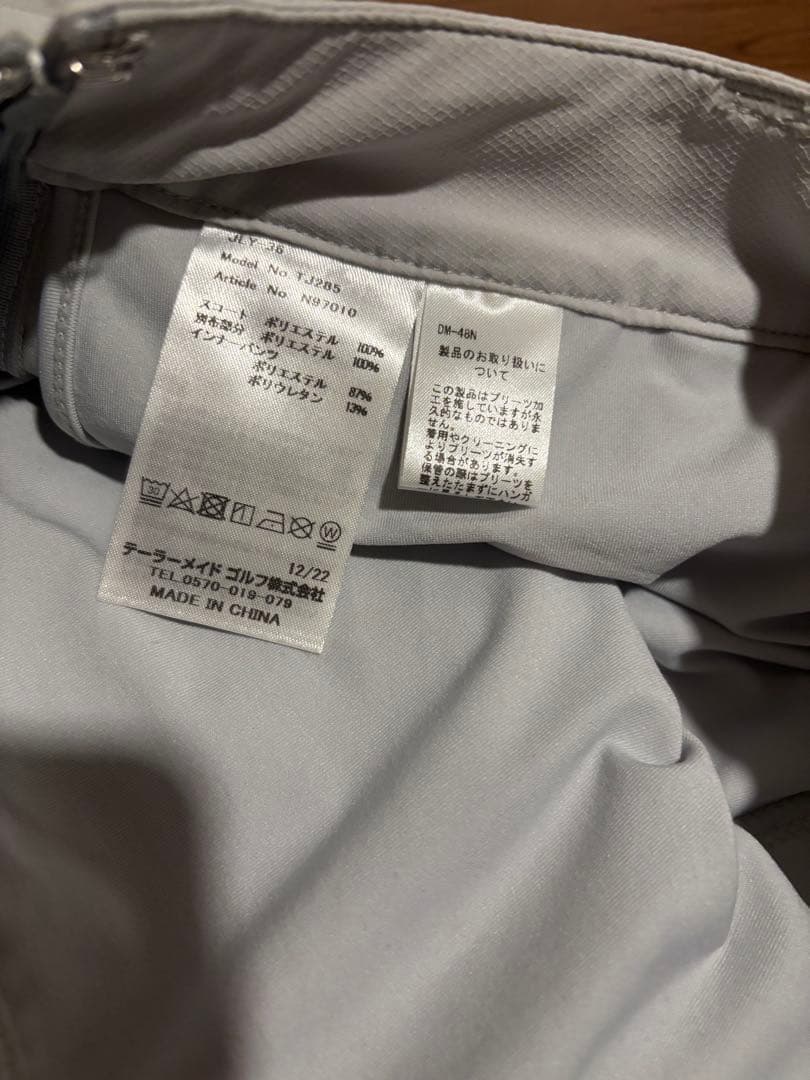 JLY-36
Model No TJ285
Article No N97010
スコート ポリエステル 100%
別布部分 ポリエステル 100%
インナーパンツ
ポリエステル 87%
ポリウレタン 13%
30
W
12/22
テーラーメイド ゴルフ株式会社
TEL.0570-019-079
MADE IN CHINA
DM-48N
製品のお取り扱いに
ついて
この製品はプリーツ加
工を施していますが永
久的なものではありま
せん。
着用やクリーニングに
よりプリーツが消失す
る場合があります。
保管の際はプリーツを
整えたたまずにハンガ